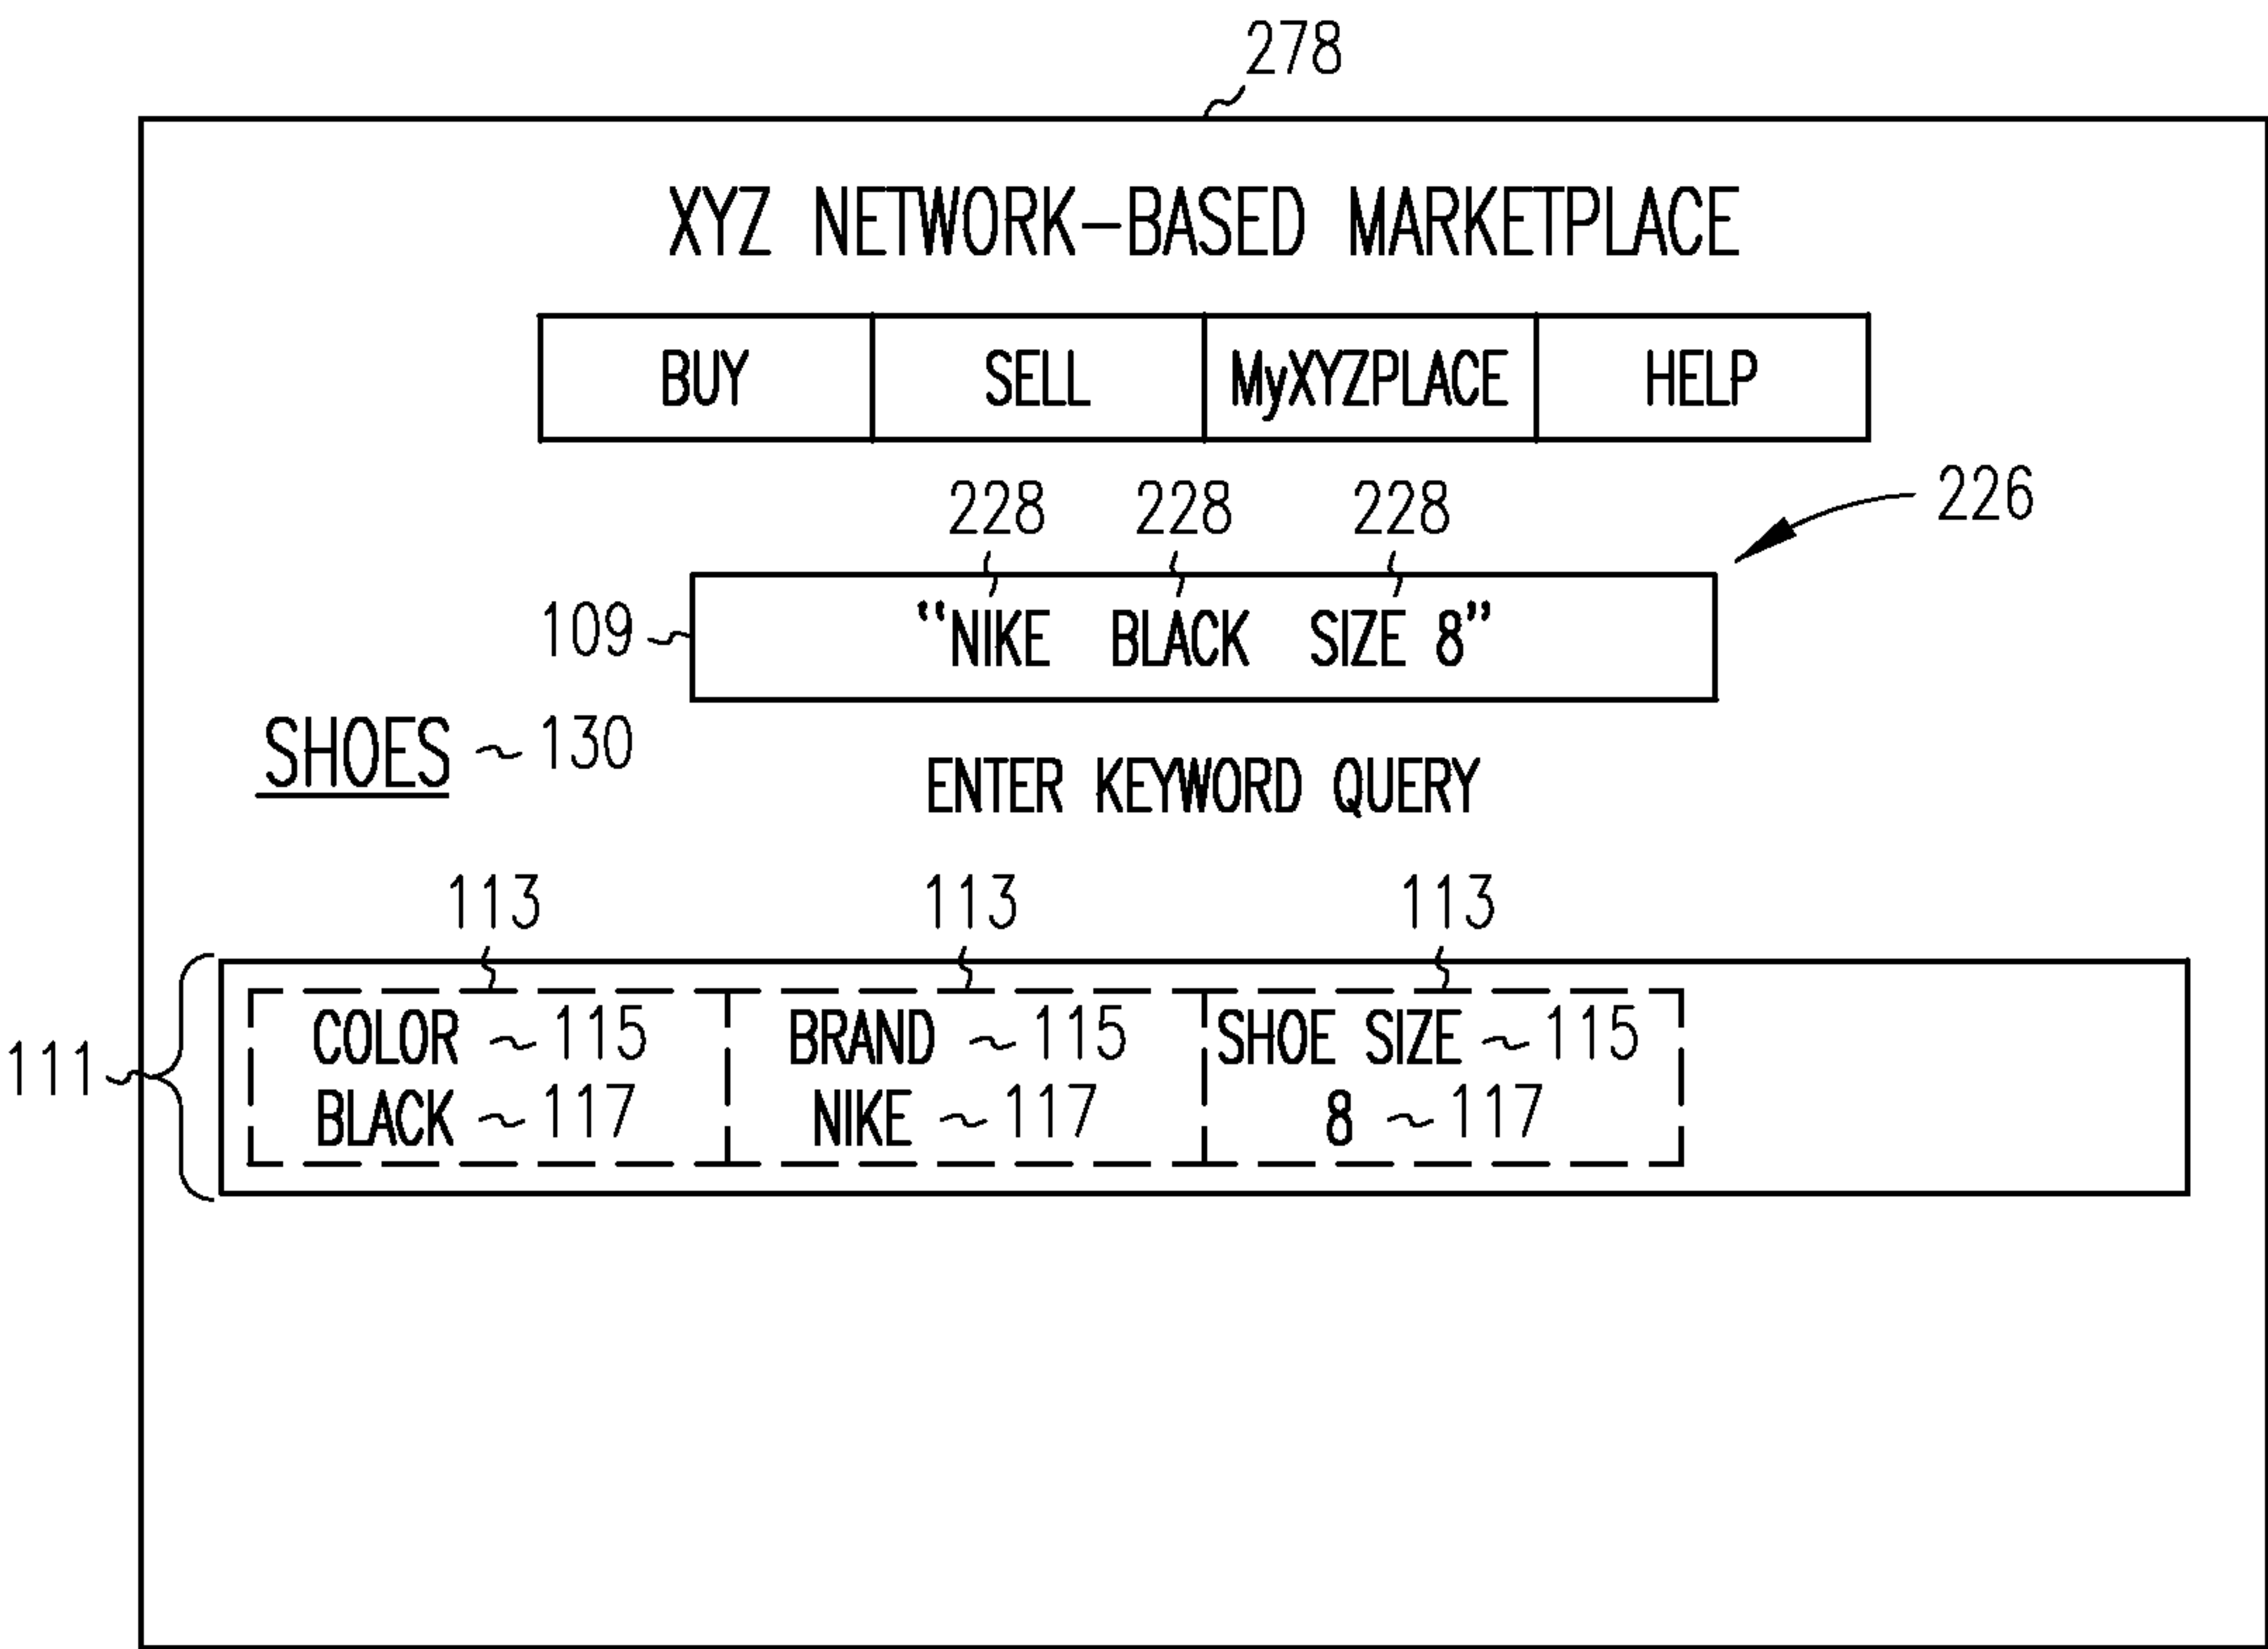 278
XYZ NETWORK-BASED MARKETPLACE
BUY SELL MyXYZPLACE HELP
228 228 228 226
109 “NIKE BLACK SIZE 8”
SHOES ~ 130
ENTER KEYWORD QUERY
113 113 113
COLOR ~ 115 BRAND ~ 115 SHOE SIZE ~ 115
111
BLACK ~ 117 NIKE ~ 117 8 ~ 117